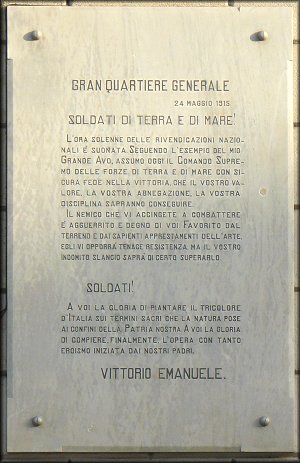 GRAN QUARTIERE GENERALE
24 MAGGIO 1915
SOLDATI DI TERRA E DI MARE!
L'ORA SOLENNE DELLE RIVENDICAZIONI NAZIO-
NALI È SUONATA SEGUENDO L'ESEMPIO DEL MIO
GRANDE AVO, ASSUMO OGGI IL COMANDO SUPRE-
MO DELLE FORZE DI TERRA E DI MARE CON SI-
CURA FEDE NELLA VITTORIA, CHE IL VOSTRO VA-
LORE, LA VOSTRA ABNEGAZIONE, LA VOSTRA
DISCIPLINA SAPRANNO CONSEGUIRE.
IL NEMICO CHE VI ACCINGETE A COMBATTERE
È AGGUERRITO E DEGNO DI VOI FAVORITO DAL
TERRENO E DAI SAPIENTI APPRESTAMENTI DELL'ARTE,
EGLI VI OPPORRÀ TENACE RESISTENZA, MA IL VOSTRO
INDOMITO SLANCIO SAPRÀ DI CERTO SUPERARLO.
SOLDATI!
A VOI LA GLORIA DI PIANTARE IL TRICOLORE
D'ITALIA SUI TERMINI SACRI CHE LA NATURA POSE
AI CONFINI DELLA PATRIA NOSTRA A VOI LA GLORIA
DI COMPIERE, FINALMENTE, L'OPERA CON TANTO
EROISMO INIZIATA DAI NOSTRI PADRI.
VITTORIO EMANUELE.